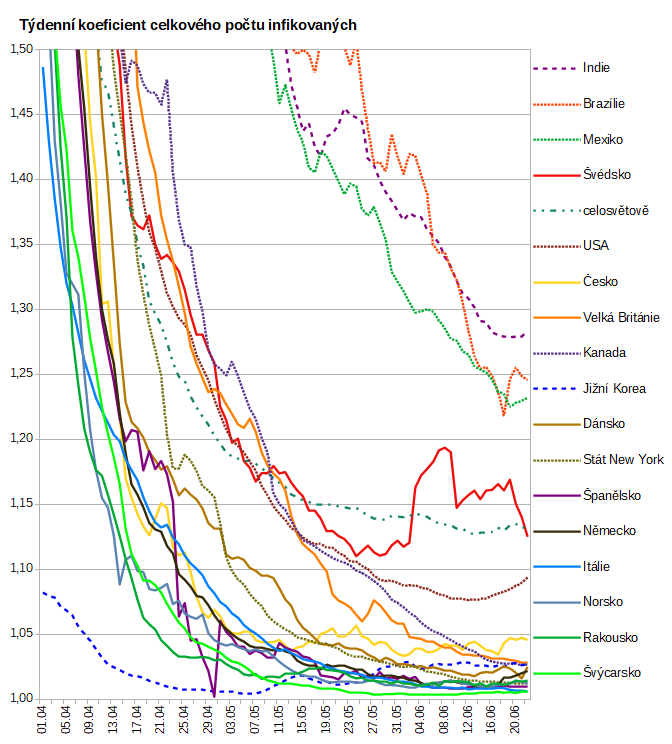 Týdenní koeficient celkového počtu infikovaných
1,50
1,45
1,40
1,35
1,30
1,25
1,20
1,15
1,10
1,05
1,00
01.04
05.04
09.04
13.04
17.04
21.04
25.04
29.04
03.05
07.05
11.05
15.05
19.05
23.05
27.05
31.05
04.06
08.06
12.06
16.06
20.06
Indie
Brazílie
Mexiko
Švédsko
celosvětově
USA
Česko
Velká Británie
Kanada
Jižní Korea
Dánsko
Stát New York
Španělsko
Německo
Itálie
Norsko
Rakousko
Švýcarsko